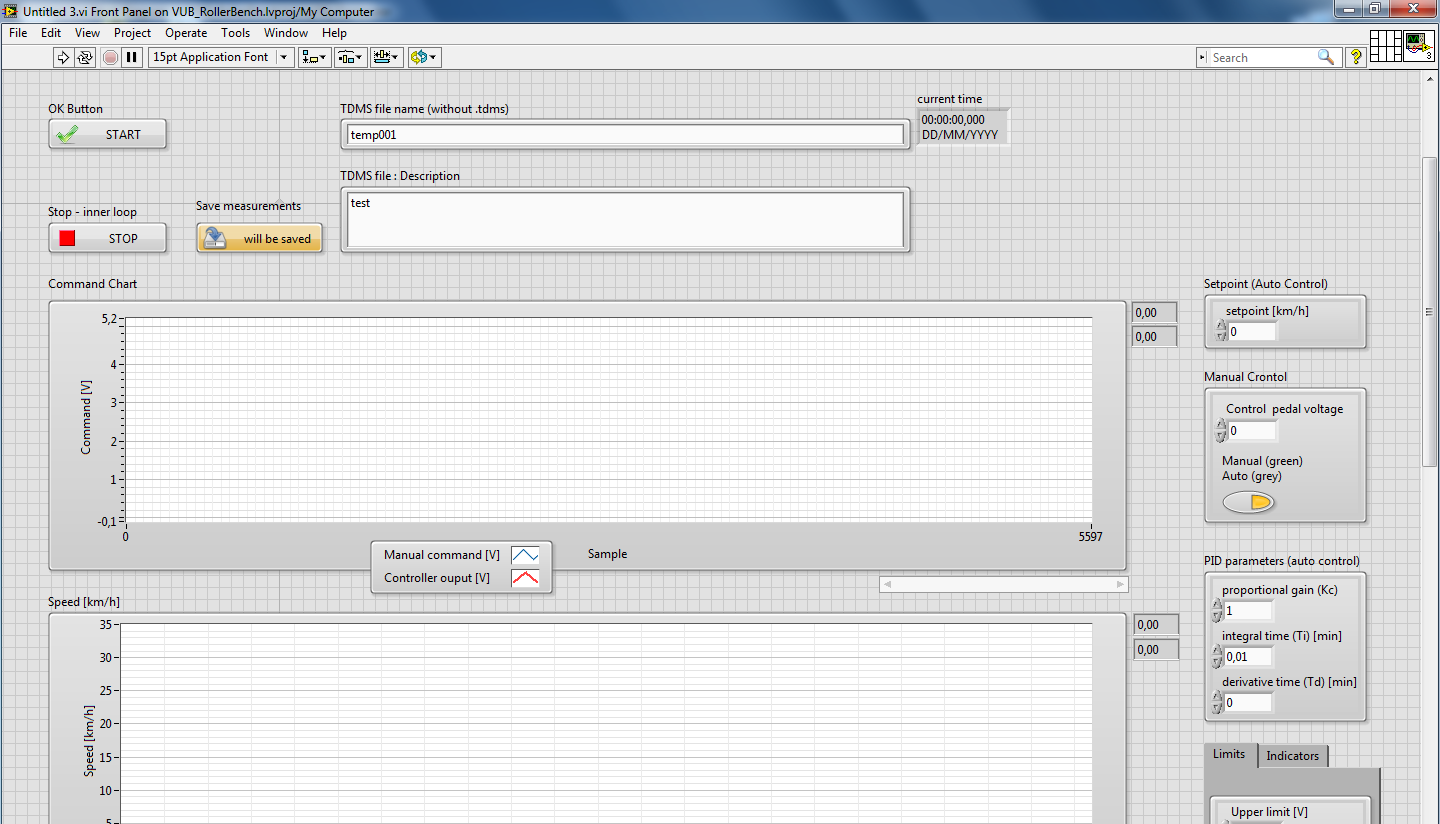 Untitled 3.vi Front Panel on VUB_RollerBench.lvproj/My Computer
File Edit View Project Operate Tools Window Help
15pt Application Font
Search
?
3
OK Button
START
TDMS file name (without .tdms)
temp001
current time
00:00:00,000
DD/MM/YYYY
TDMS file : Description
test
Stop - inner loop
STOP
Save measurements
will be saved
Command Chart
5,2
4
3
2
1
-0,1
Command [V]
0
5597
Sample
Manual command [V]
Controller ouput [V]
0,00
0,00
Setpoint (Auto Control)
setpoint [km/h]
0
Manual Crontol
Control  pedal voltage
0
Manual (green)
Auto (grey)
PID parameters (auto control)
proportional gain (Kc)
1
integral time (Ti) [min]
0,01
derivative time (Td) [min]
0
Speed [km/h]
35
30
25
20
15
10
5
Speed [km/h]
0,00
0,00
Limits
Indicators
Upper limit [V]